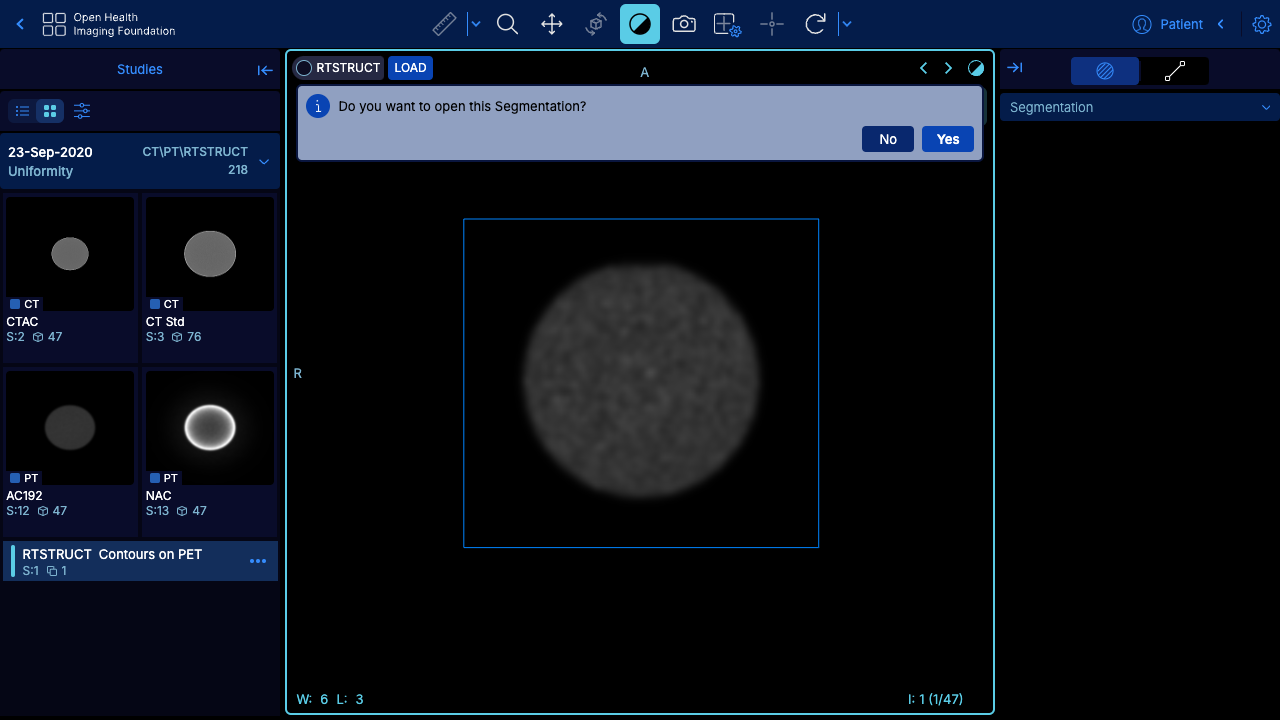 Open Health
Imaging Foundation
Patient
Studies
23-Sep-2020
CT\PT\RTSTRUCT
Uniformity
218
CT
CTAC
S:2 47
CT
CT Std
S:3 76
PT
AC192
S:12 47
PT
NAC
S:13 47
RTSTRUCT Contours on PET
S:1 1
RTSTRUCT LOAD
A
Do you want to open this Segmentation?
No
Yes
R
W: 6 L: 3
I: 1 (1/47)
Segmentation